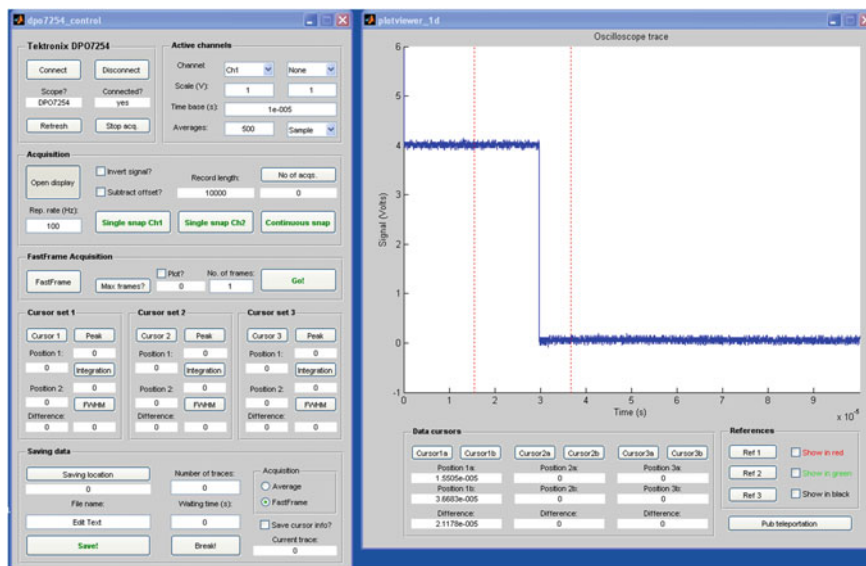 dpo7254_control
Tektronix DPO7254
Connect Disconnect
Scope? Connected?
DPO7254 yes
Refresh Stop acq.
Active channels
Channel Ch1 None
Scale (V): 1 1
Time base (s): 1e-005
Averages: 500 Sample
Acquisition
Open display
Invert signal?
Subtract offset?
Record length: No of acqs.
10000 0
Rep. rate (Hz):
100
Single snap Ch1 Single snap Ch2 Continuous snap
FastFrame Acquisition
FastFrame
Max frames?
Plot? No. of frames:
0 1
Go!
Cursor set 1
Cursor 1 Peak
Position 1: 0
0 Integration
Position 2: 0
0 FWHM
Difference:
0 0
Cursor set 2
Cursor 2 Peak
Position 1: 0
0 Integration
Position 2: 0
0 FWHM
Difference:
0 0
Cursor set 3
Cursor 3 Peak
Position 1: 0
0 Integration
Position 2: 0
0 FWHM
Difference:
0 0
Saving data
Saving location
0
File name:
Edit Text
Save!
Number of traces:
0
Waiting time (s):
0
Break!
Acquisition
Average
FastFrame
Save cursor info?
Current trace:
0
plotviewer_1d
Oscilloscope trace
Signal (Volts)
6
5
4
3
2
1
0
-1
0 1 2 3 4 5 6 7 8 9
Time (s)
Data cursors
Cursor1a Cursor1b Cursor2a Cursor2b Cursor3a Cursor3b
Position 1a: Position 2a: Position 3a:
1.5505e-005 0 0
Position 1b: Position 2b: Position 3b:
3.6683e-005 0 0
Difference: Difference: Difference:
2.1178e-005 0 0
References
Ref 1 Show in red
Ref 2 Show in green
Ref 3 Show in black
Pub teleportation